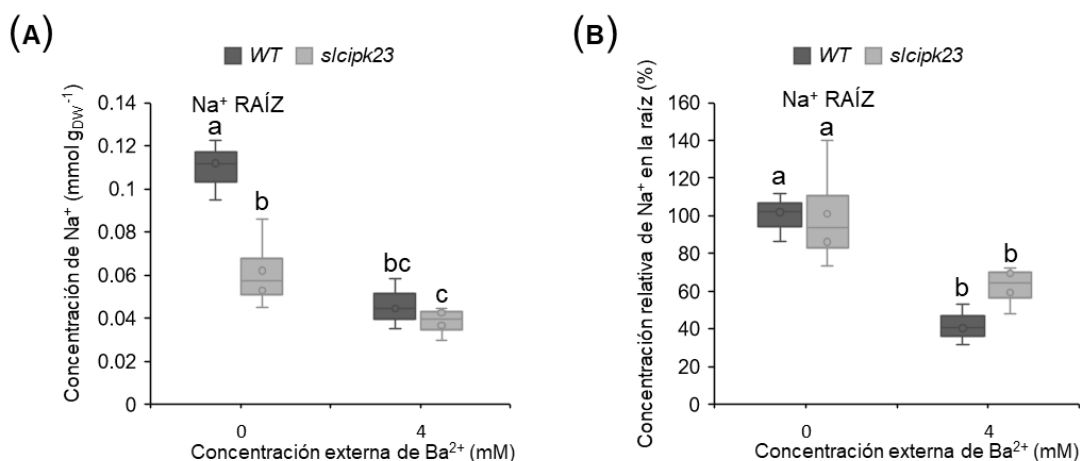 (A)
WT slcipk23
Concentración de Na⁺ (mmol g_DW⁻¹)
0.14
0.12
0.1
0.08
0.06
0.04
0.02
0
Na⁺ RAÍZ
a
b
bc
c
0 4
Concentración externa de Ba²⁺ (mM)
(B)
WT slcipk23
Concentración relativa de Na⁺ en la raíz (%)
160
140
120
100
80
60
40
20
0
Na⁺ RAÍZ
a
a
b
b
0 4
Concentración externa de Ba²⁺ (mM)